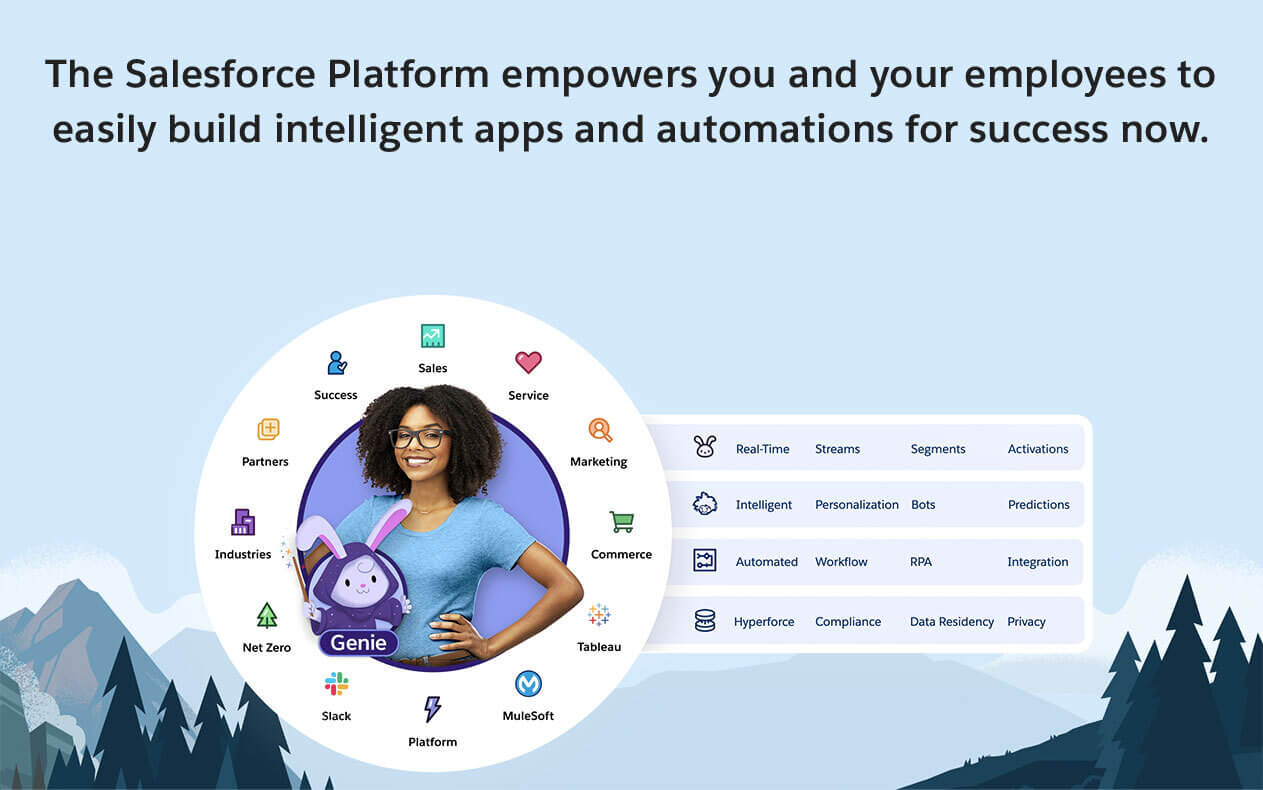 The Salesforce Platform empowers you and your employees to
easily build intelligent apps and automations for success now.
Sales
Success
Service
Partners
Marketing
Industries
Commerce
Net Zero
Genie
Tableau
Slack
Platform
MuleSoft
Real-Time Streams Segments Activations
Intelligent Personalization Bots Predictions
Automated Workflow RPA Integration
Hyperforce Compliance Data Residency Privacy